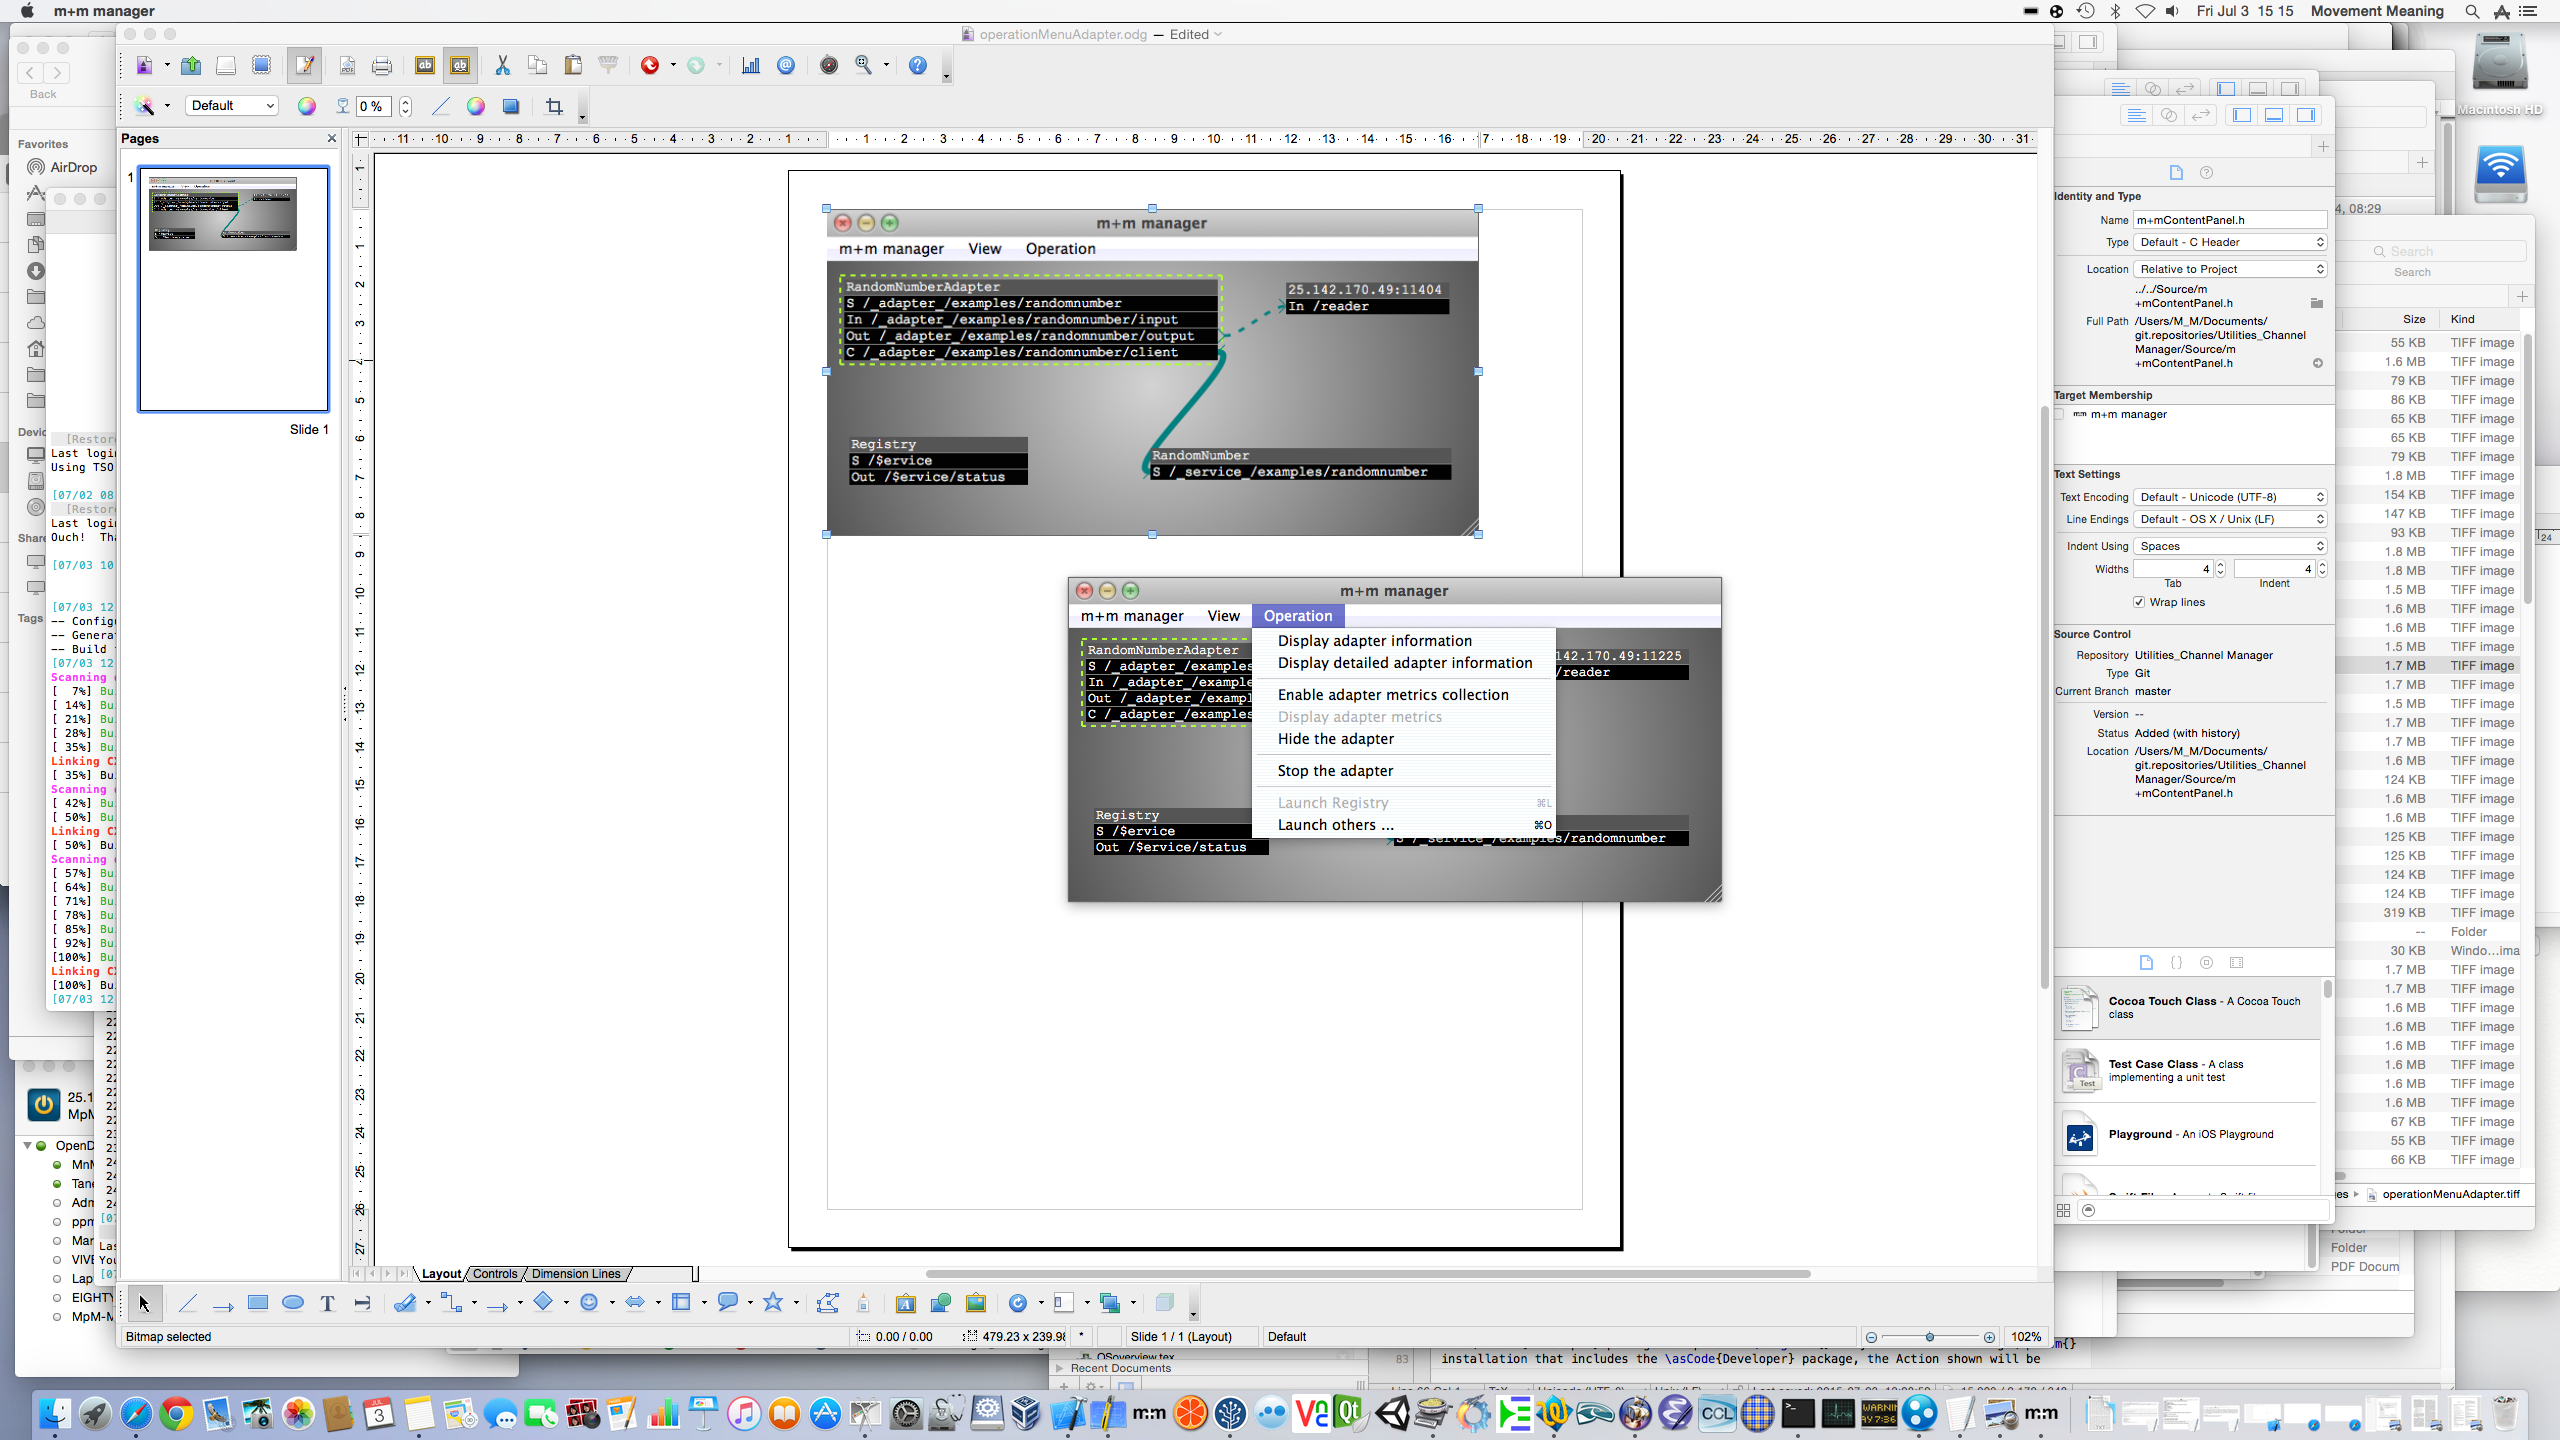 m+m manager
Fri Jul 3 15 15 Movement Meaning
operationMenuAdapter.odg — Edited
Back
Default
0 %
Macintosh HD
Pages
Favorites
AirDrop
1
Slide 1
m+m manager
m+m manager View Operation
RandomNumberAdapter
S /_adapter_/examples/randomnumber
In /_adapter_/examples/randomnumber/input
Out /_adapter_/examples/randomnumber/output
C /_adapter_/examples/randomnumber/client
25.142.170.49:11404
In /reader
Registry
S /$ervice
Out /$ervice/status
RandomNumber
S /_service_/examples/randomnumber
m+m manager
m+m manager View Operation
RandomNumberAdapter
S /_adapter_/examples
In /_adapter_/example
Out /_adapter_/exampl
C /_adapter_/examples
Display adapter information
Display detailed adapter information
Enable adapter metrics collection
Display adapter metrics
Hide the adapter
Stop the adapter
Launch Registry ⌘L
Launch others ... ⌘O
142.170.49:11225
/reader
Registry
S /$ervice
Out /$ervice/status
S /_service_/examples/randomnumber
Identity and Type
Name m+mContentPanel.h
Type Default - C Header
Location Relative to Project
../../Source/m
+mContentPanel.h
Full Path /Users/M_M/Documents/
git.repositories/Utilities_Channel
Manager/Source/m
+mContentPanel.h
Target Membership
m+m manager
Text Settings
Text Encoding Default - Unicode (UTF-8)
Line Endings Default - OS X / Unix (LF)
Indent Using Spaces
Widths 4 4
Tab Indent
Wrap lines
Source Control
Repository Utilities_Channel Manager
Type Git
Current Branch master
Version --
Status Added (with history)
Location /Users/M_M/Documents/
git.repositories/Utilities_Channel
Manager/Source/m
+mContentPanel.h
Cocoa Touch Class - A Cocoa Touch
class
Test Case Class - A class
implementing a unit test
Playground - An iOS Playground
4, 08:29
Search
Search
Size Kind
55 KB TIFF image
1.6 MB TIFF image
79 KB TIFF image
86 KB TIFF image
65 KB TIFF image
65 KB TIFF image
79 KB TIFF image
1.8 MB TIFF image
154 KB TIFF image
147 KB TIFF image
93 KB TIFF image
1.8 MB TIFF image
1.8 MB TIFF image
1.5 MB TIFF image
1.6 MB TIFF image
1.6 MB TIFF image
1.5 MB TIFF image
1.7 MB TIFF image
1.7 MB TIFF image
1.5 MB TIFF image
1.7 MB TIFF image
1.7 MB TIFF image
1.6 MB TIFF image
124 KB TIFF image
1.6 MB TIFF image
1.6 MB TIFF image
125 KB TIFF image
125 KB TIFF image
124 KB TIFF image
124 KB TIFF image
319 KB TIFF image
-- Folder
30 KB Windo...ima
1.7 MB TIFF image
1.7 MB TIFF image
1.6 MB TIFF image
1.6 MB TIFF image
1.6 MB TIFF image
1.6 MB TIFF image
1.6 MB TIFF image
1.6 MB TIFF image
67 KB TIFF image
55 KB TIFF image
66 KB TIFF image
es operationMenuAdapter.tiff
Folder
PDF Docum
Layout Controls Dimension Lines
Bitmap selected
0.00 / 0.00 479.23 x 239.98 * Slide 1 / 1 (Layout) Default 102%
Recent Documents
83 installation that includes the \asCode{Developer} package, the Action shown will be